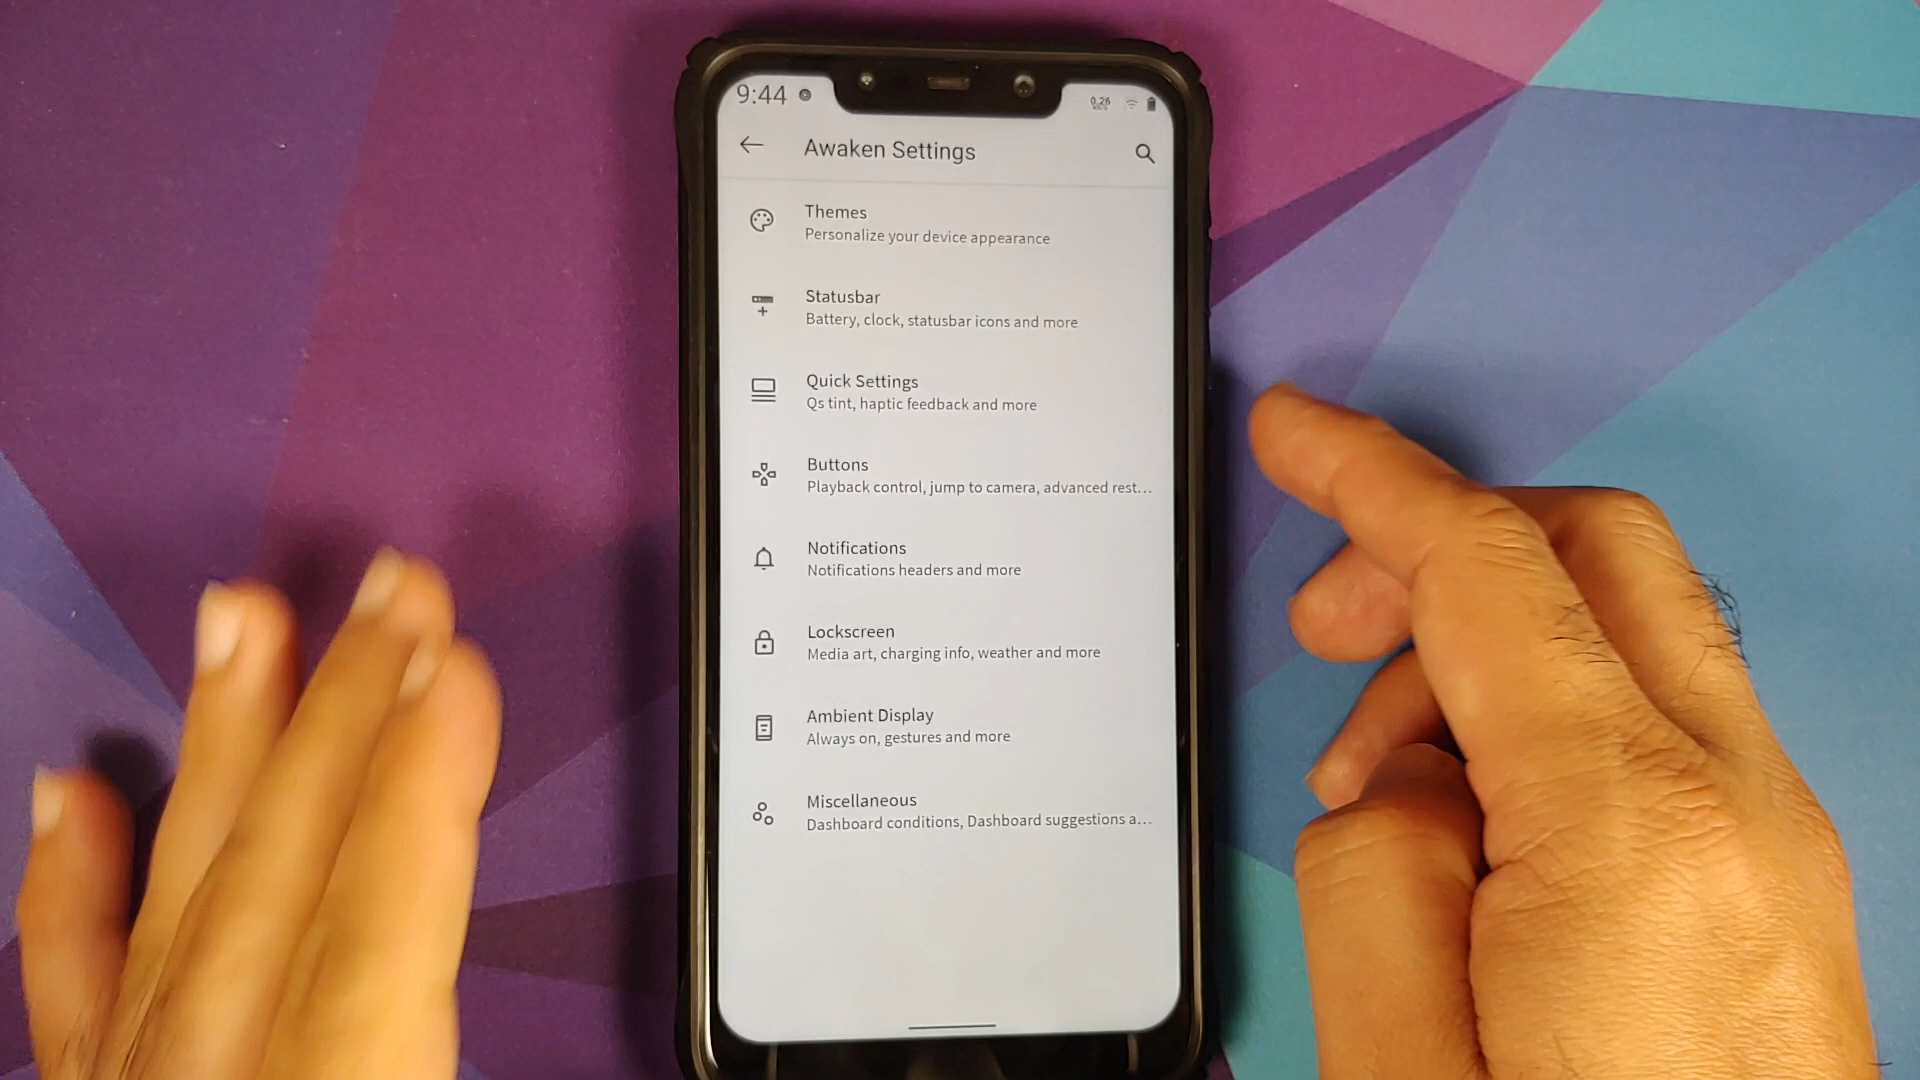 9:44
0.26
Awaken Settings
Themes
Personalize your device appearance
Statusbar
Battery, clock, statusbar icons and more
Quick Settings
Qs tint, haptic feedback and more
Buttons
Playback control, jump to camera, advanced rest...
Notifications
Notifications headers and more
Lockscreen
Media art, charging info, weather and more
Ambient Display
Always on, gestures and more
Miscellaneous
Dashboard conditions, Dashboard suggestions a...